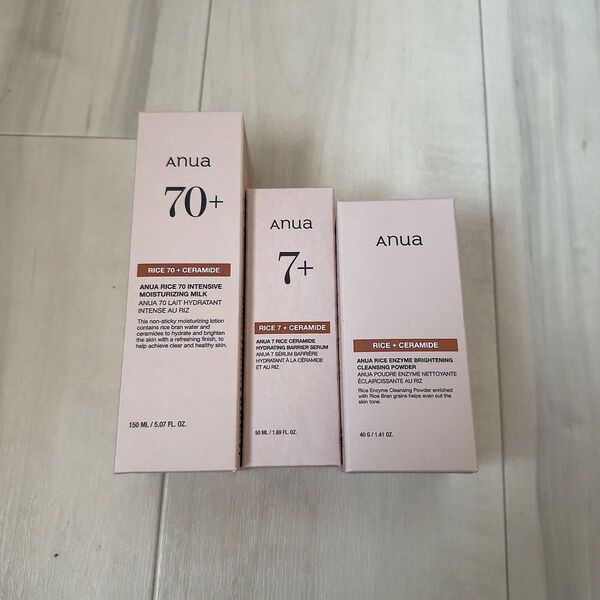 Anua
70+
RICE 70 + CERAMIDE
ANUA RICE 70 INTENSIVE
MOISTURIZING MILK
ANUA 70 LAIT HYDRATANT
INTENSE AU RIZ
This non-sticky moisturizing lotion
contains rice bran water and
ceramides to hydrate and brighten
the skin with a refreshing finish, to
help achieve clear and healthy skin.
150 ML / 5.07 FL. OZ.
Anua
7+
RICE 7 + CERAMIDE
ANUA 7 RICE CERAMIDE
HYDRATING BARRIER SERUM
ANUA 7 SÉRUM BARRIÈRE
HYDRATANT À LA CÉRAMIDE
ET AU RIZ
50 ML / 1.69 FL. OZ.
Anua
RICE + CERAMIDE
ANUA RICE ENZYME BRIGHTENING
CLEANSING POWDER
ANUA POUDRE ENZYME NETTOYANTE
ÉCLAIRCISSANTE AU RIZ
Rice Enzyme Cleansing Powder enriched
with Rice Bran grains helps even out the
skin tone.
40 G / 1.41 OZ.